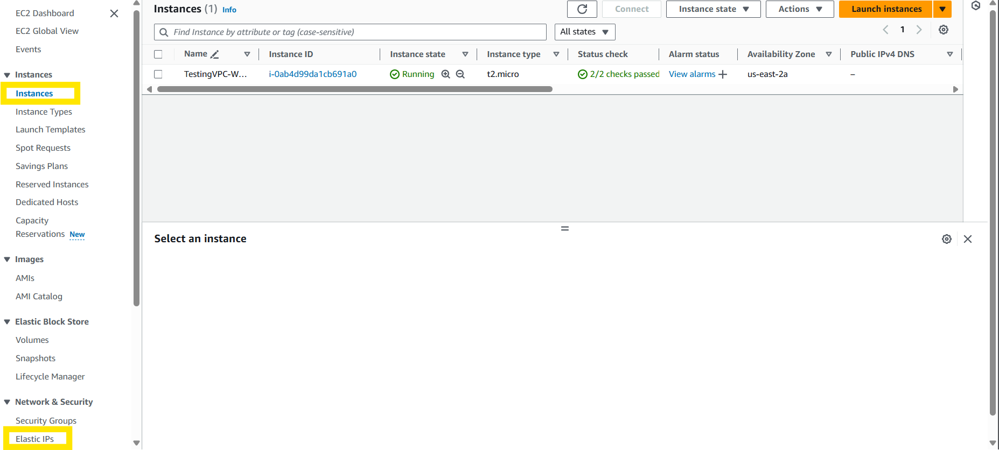 EC2 Dashboard
EC2 Global View
Events
Instances
Instances
Instance Types
Launch Templates
Spot Requests
Savings Plans
Reserved Instances
Dedicated Hosts
Capacity
Reservations New
Images
AMIs
AMI Catalog
Elastic Block Store
Volumes
Snapshots
Lifecycle Manager
Network & Security
Security Groups
Elastic IPs
Instances (1) Info
Connect Instance state Actions Launch instances
Find Instance by attribute or tag (case-sensitive) All states 1
Name Instance ID Instance state Instance type Status check Alarm status Availability Zone Public IPv4 DNS
TestingVPC-W... i-0ab4d99da1cb691a0 Running t2.micro 2/2 checks passed View alarms + us-east-2a –
Select an instance